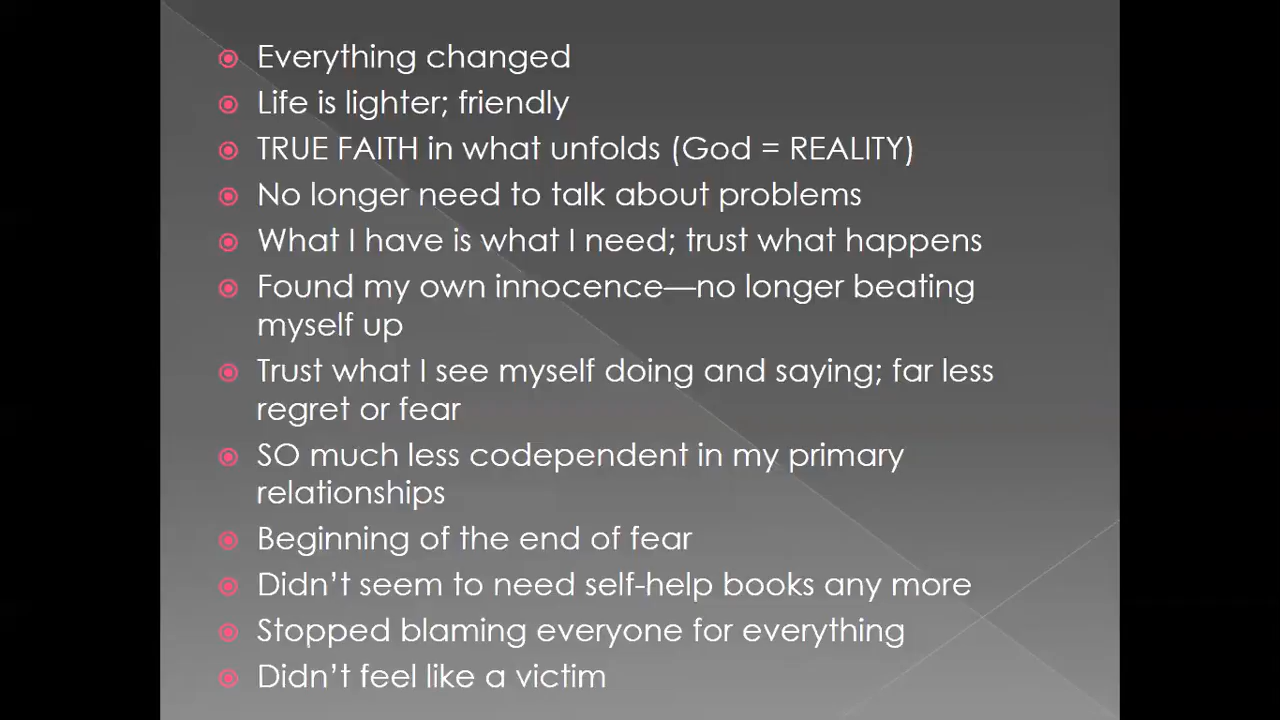 Everything changed
Life is lighter; friendly
TRUE FAITH in what unfolds (God = REALITY)
No longer need to talk about problems
What I have is what I need; trust what happens
Found my own innocence—no longer beating
myself up
Trust what I see myself doing and saying; far less
regret or fear
SO much less codependent in my primary
relationships
Beginning of the end of fear
Didn't seem to need self-help books any more
Stopped blaming everyone for everything
Didn't feel like a victim